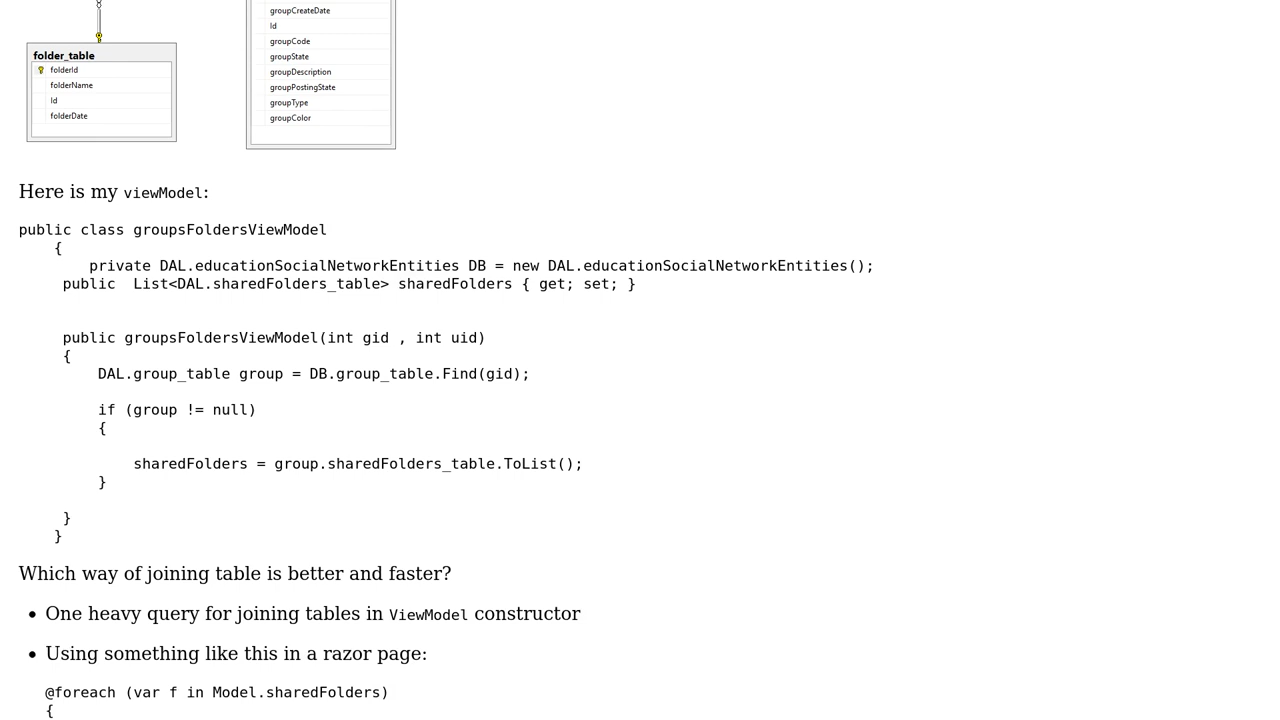 groupCreateDate
Id
groupCode
groupState
groupDescription
groupPostingState
groupType
groupColor
folder_table
folderId
folderName
Id
folderDate
Here is my viewModel:
public class groupsFoldersViewModel
{
private DAL.educationSocialNetworkEntities DB = new DAL.educationSocialNetworkEntities();
public  List<DAL.sharedFolders_table> sharedFolders { get; set; }
public groupsFoldersViewModel(int gid , int uid)
{
DAL.group_table group = DB.group_table.Find(gid);
if (group != null)
{
sharedFolders = group.sharedFolders_table.ToList();
}
}
}
Which way of joining table is better and faster?
• One heavy query for joining tables in ViewModel constructor
• Using something like this in a razor page:
@foreach (var f in Model.sharedFolders)
{